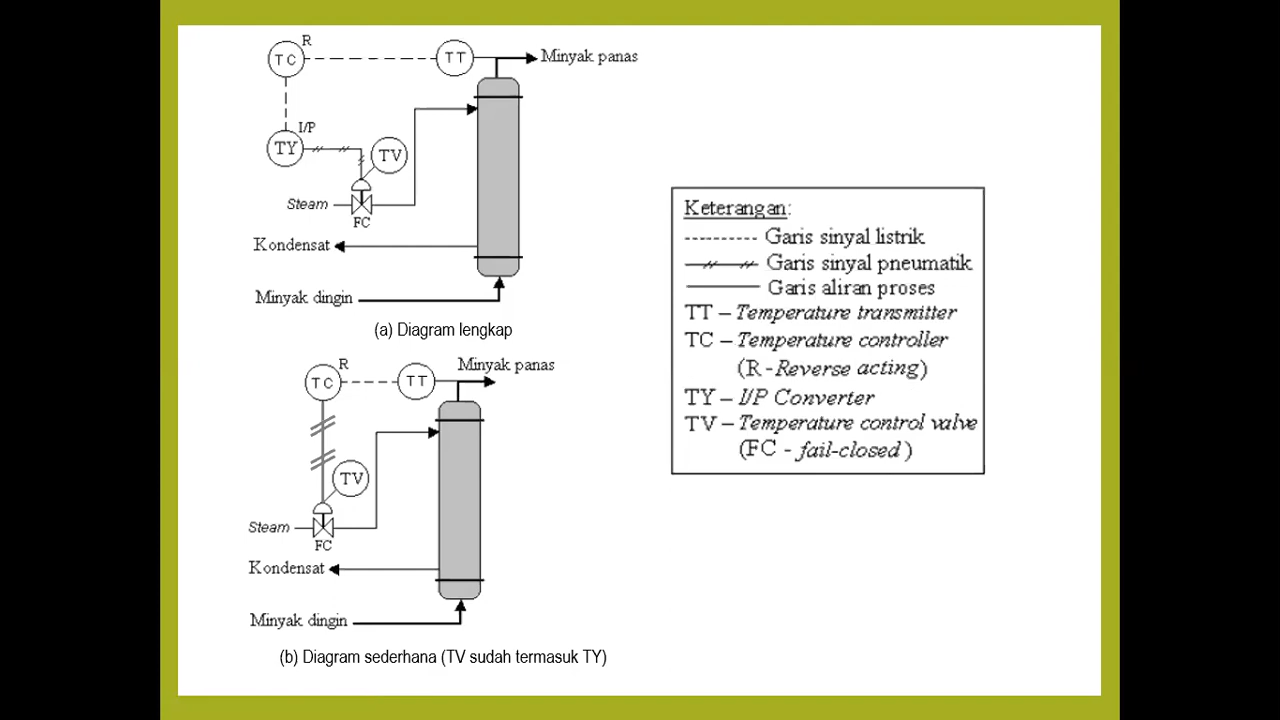 R
TC
TT
Minyak panas
I/P
TY
TV
Steam
FC
Kondensat
Minyak dingin
(a) Diagram lengkap
R
Minyak panas
TC
TT
TV
Steam
FC
Kondensat
Minyak dingin
(b) Diagram sederhana (TV sudah termasuk TY)
Keterangan:
Garis sinyal listrik
Garis sinyal pneumatik
Garis aliran proses
TT – Temperature transmitter
TC – Temperature controller
(R - Reverse acting)
TY – I/P Converter
TV – Temperature control valve
(FC - fail-closed )